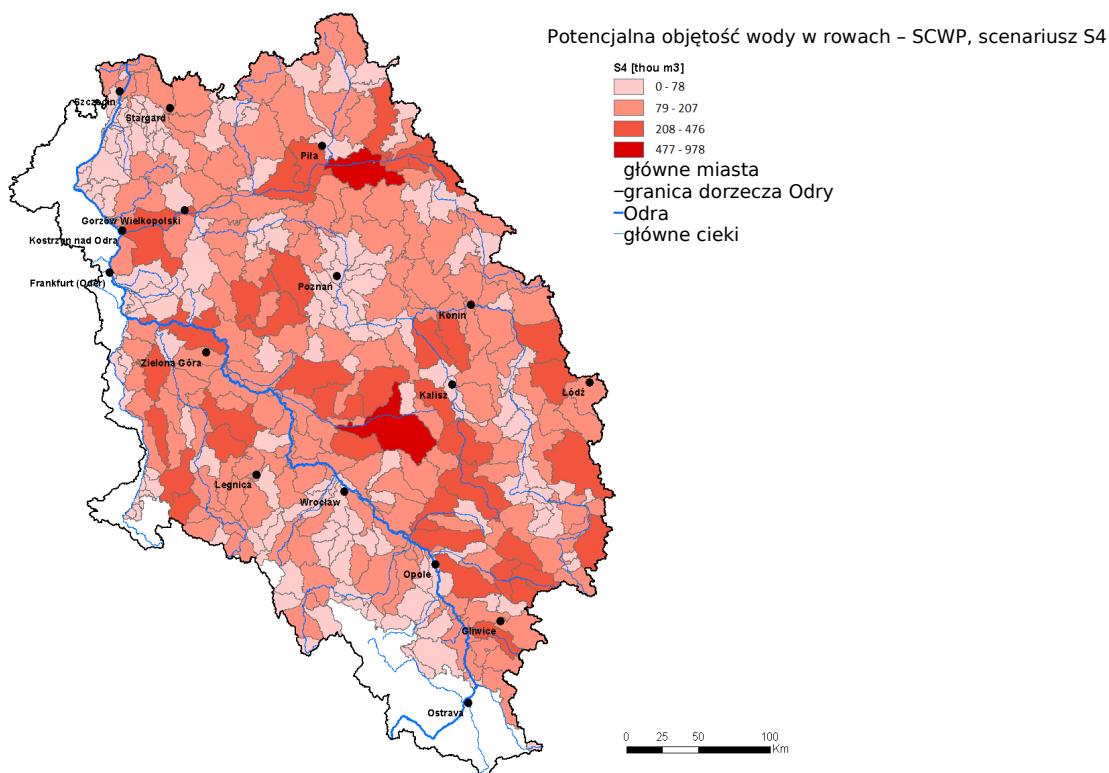 Potencjalna objętość wody w rowach – SCWP, scenariusz S4
S4 [thou m3]
0 - 78
79 - 207
208 - 476
477 - 978
główne miasta
granica dorzecza Odry
Odra
główne cieki
Szczecin
Stargard
Piła
Gorzów Wielkopolski
Kostrzyn nad Odrą
Frankfurt (Oder)
Poznań
Konin
Zielona Góra
Kalisz
Łódź
Legnica
Wrocław
Opole
Gliwice
Ostrava
0 25 50 100
Km